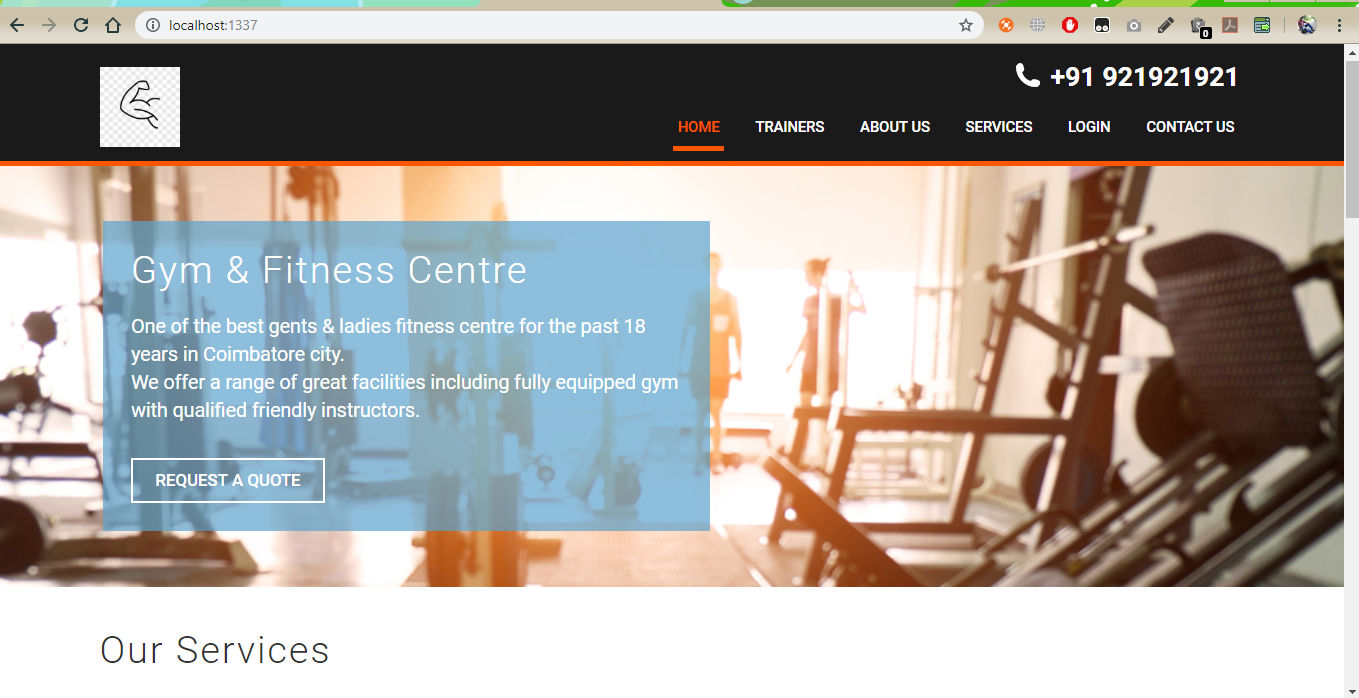 localhost:1337
0
+91 921921921
HOME TRAINERS ABOUT US SERVICES LOGIN CONTACT US
Gym & Fitness Centre
One of the best gents & ladies fitness centre for the past 18
years in Coimbatore city.
We offer a range of great facilities including fully equipped gym
with qualified friendly instructors.
REQUEST A QUOTE
Our Services